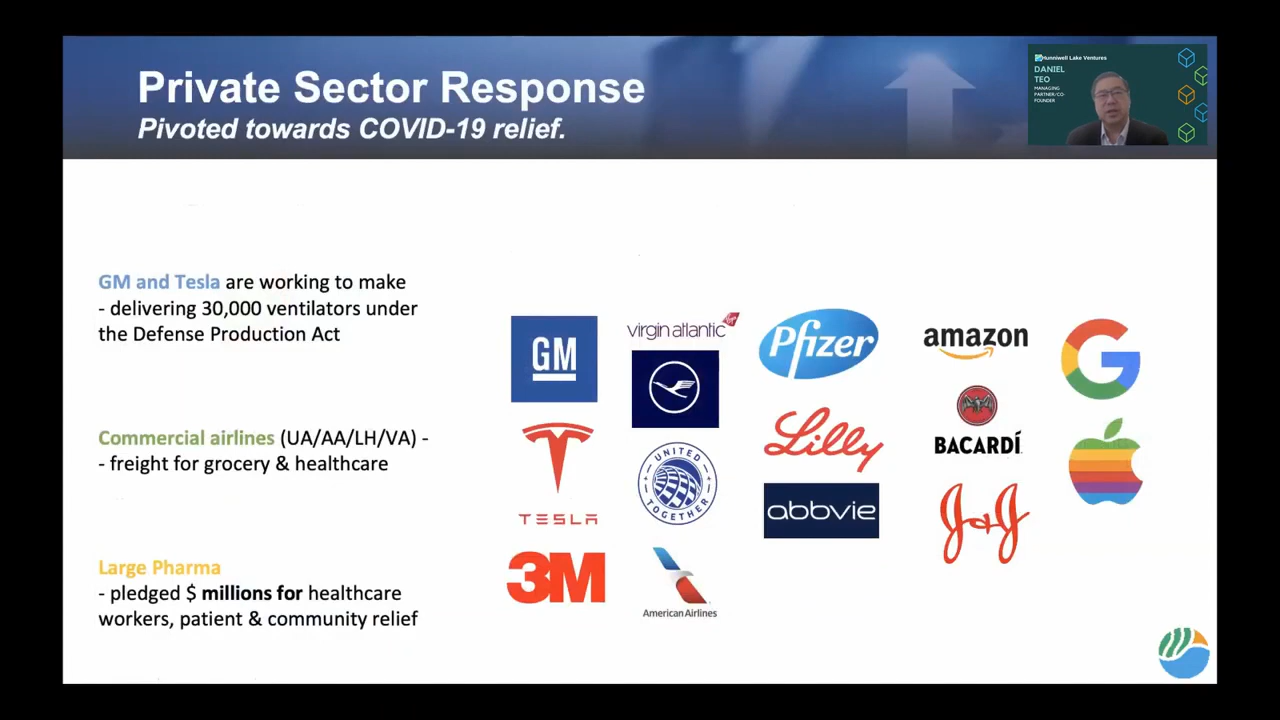 Private Sector Response
Pivoted towards COVID-19 relief.
Hunniwell Lake Ventures
DANIEL
TEO
MANAGING
PARTNER/CO-
FOUNDER
GM and Tesla are working to make
- delivering 30,000 ventilators under
the Defense Production Act
Commercial airlines (UA/AA/LH/VA) -
- freight for grocery & healthcare
Large Pharma
- pledged $ millions for healthcare
workers, patient & community relief
GM
TESLA
3M
virgin atlantic
UNITED
TOGETHER
American Airlines
Pfizer
Lilly
abbvie
amazon
BACARDÍ
J&J
G